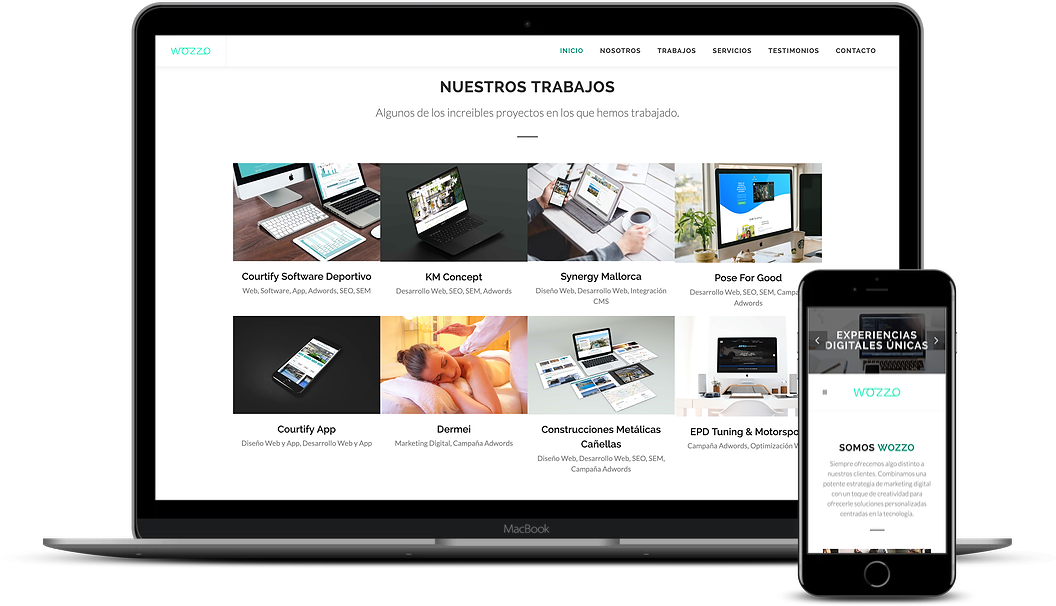 WOZZO
INICIO NOSOTROS TRABAJOS SERVICIOS TESTIMONIOS CONTACTO
NUESTROS TRABAJOS
Algunos de los increibles proyectos en los que hemos trabajado.
Courtify Software Deportivo
Web, Software, App, Adwords, SEO, SEM
KM Concept
Desarrollo Web, SEO, SEM, Adwords
Synergy Mallorca
Diseño Web, Desarrollo Web, Integración
CMS
Pose For Good
Desarrollo Web, SEO, SEM, Campa
Adwords
Courtify App
Diseño Web y App, Desarrollo Web y App
Dermei
Marketing Digital, Campaña Adwords
Construcciones Metálicas
Cañellas
Diseño Web, Desarrollo Web, SEO, SEM,
Campaña Adwords
EPD Tuning & Motorspo
Campaña Adwords, Optimización W
MacBook
EXPERIENCIAS
DIGITALES ÚNICAS
WOZZO
SOMOS WOZZO
Siempre ofrecemos algo distinto a
nuestros clientes. Combinamos una
potente estrategia de marketing digital
con un toque de creatividad para
ofrecerle soluciones personalizadas
centradas en la tecnología.